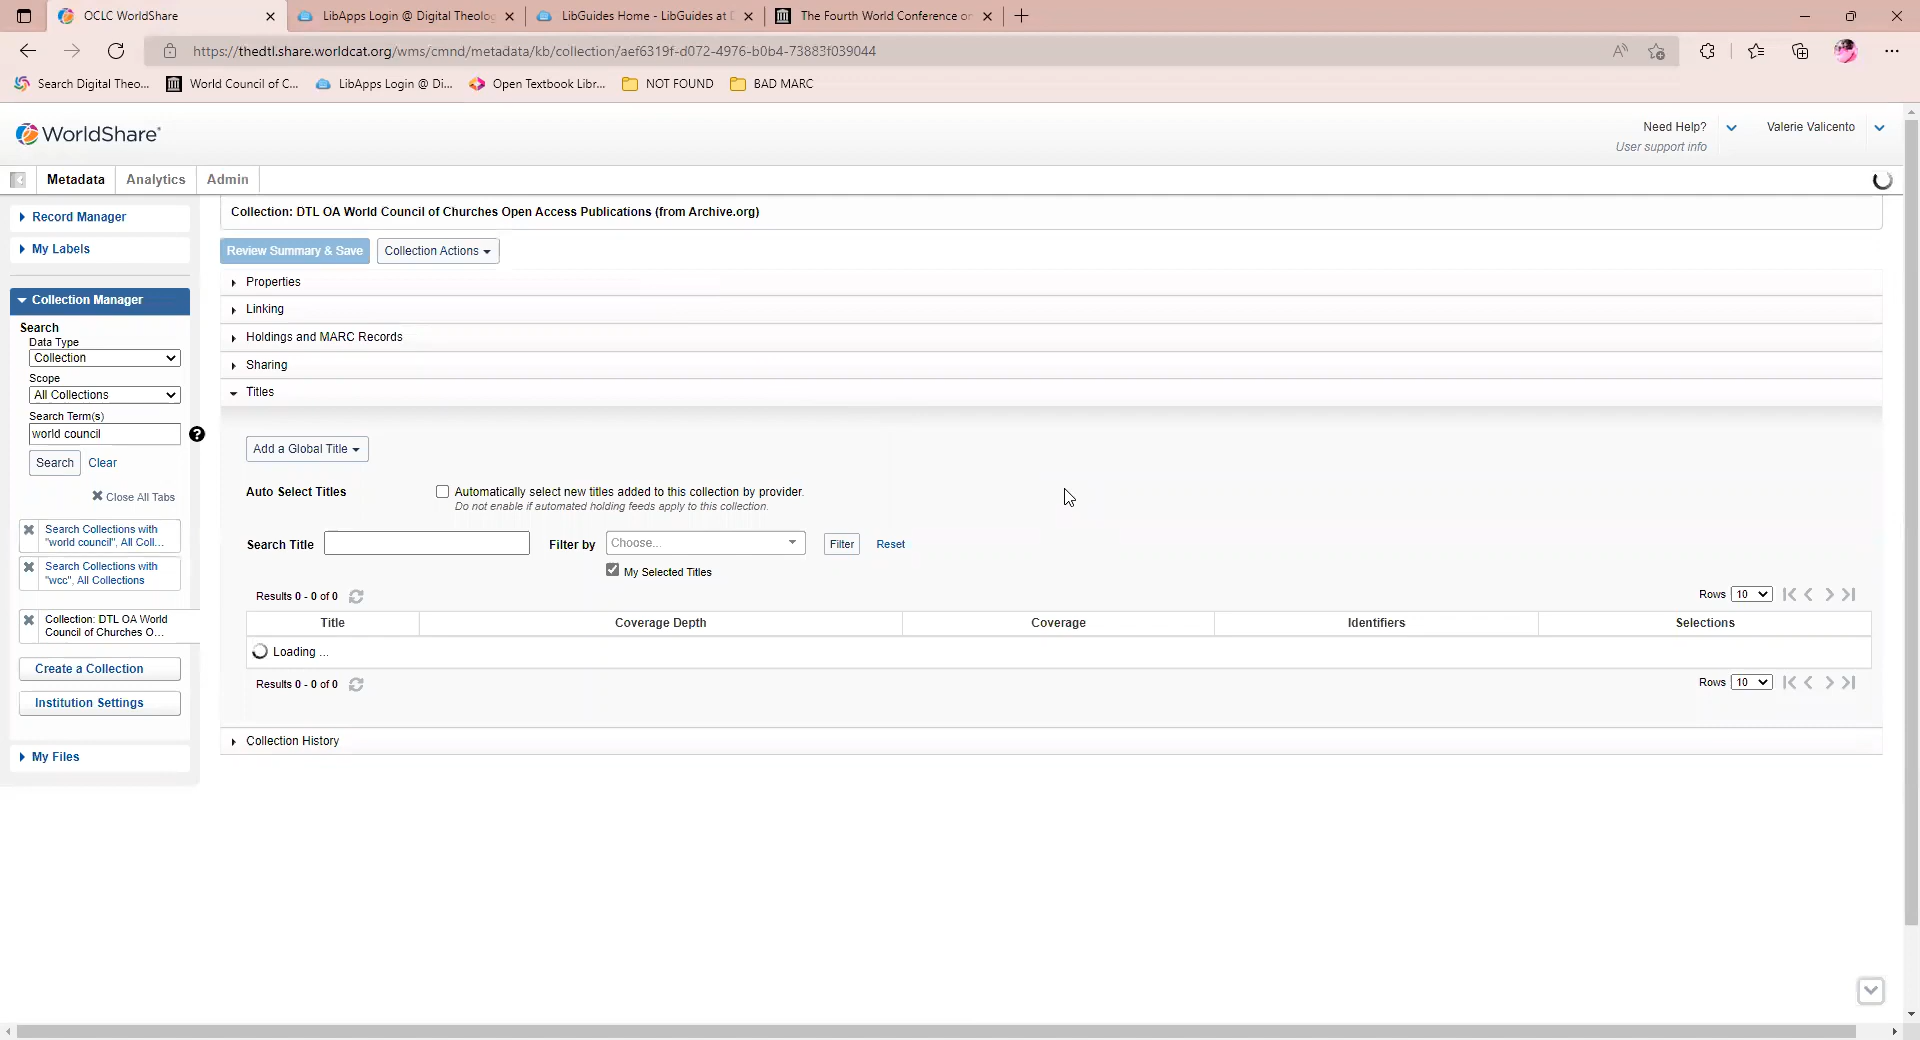 OCLC WorldShare
LibApps Login @ Digital Theolog
LibGuides Home - LibGuides at D
The Fourth World Conference on
https://thedtl.share.worldcat.org/wms/cmnd/metadata/kb/collection/aef6319f-d072-4976-b0b4-73883f039044
Search Digital Theo...
World Council of C...
LibApps Login @ Di...
Open Textbook Libr...
NOT FOUND
BAD MARC
WorldShare
Need Help?
Valerie Valicento
User support info
Metadata
Analytics
Admin
Record Manager
My Labels
Collection Manager
Search
Data Type
Collection
Scope
All Collections
Search Term(s)
world council
?
Search
Clear
Close All Tabs
Search Collections with
"world council", All Coll...
Search Collections with
"wcc", All Collections
Collection: DTL OA World
Council of Churches O...
Create a Collection
Institution Settings
My Files
Collection: DTL OA World Council of Churches Open Access Publications (from Archive.org)
Review Summary & Save
Collection Actions
Properties
Linking
Holdings and MARC Records
Sharing
Titles
Add a Global Title
Auto Select Titles
Automatically select new titles added to this collection by provider.
Do not enable if automated holding feeds apply to this collection.
Search Title
Filter by
Choose...
Filter
Reset
My Selected Titles
Results 0 - 0 of 0
Rows 10
Title
Coverage Depth
Coverage
Identifiers
Selections
Loading ...
Results 0 - 0 of 0
Rows 10
Collection History